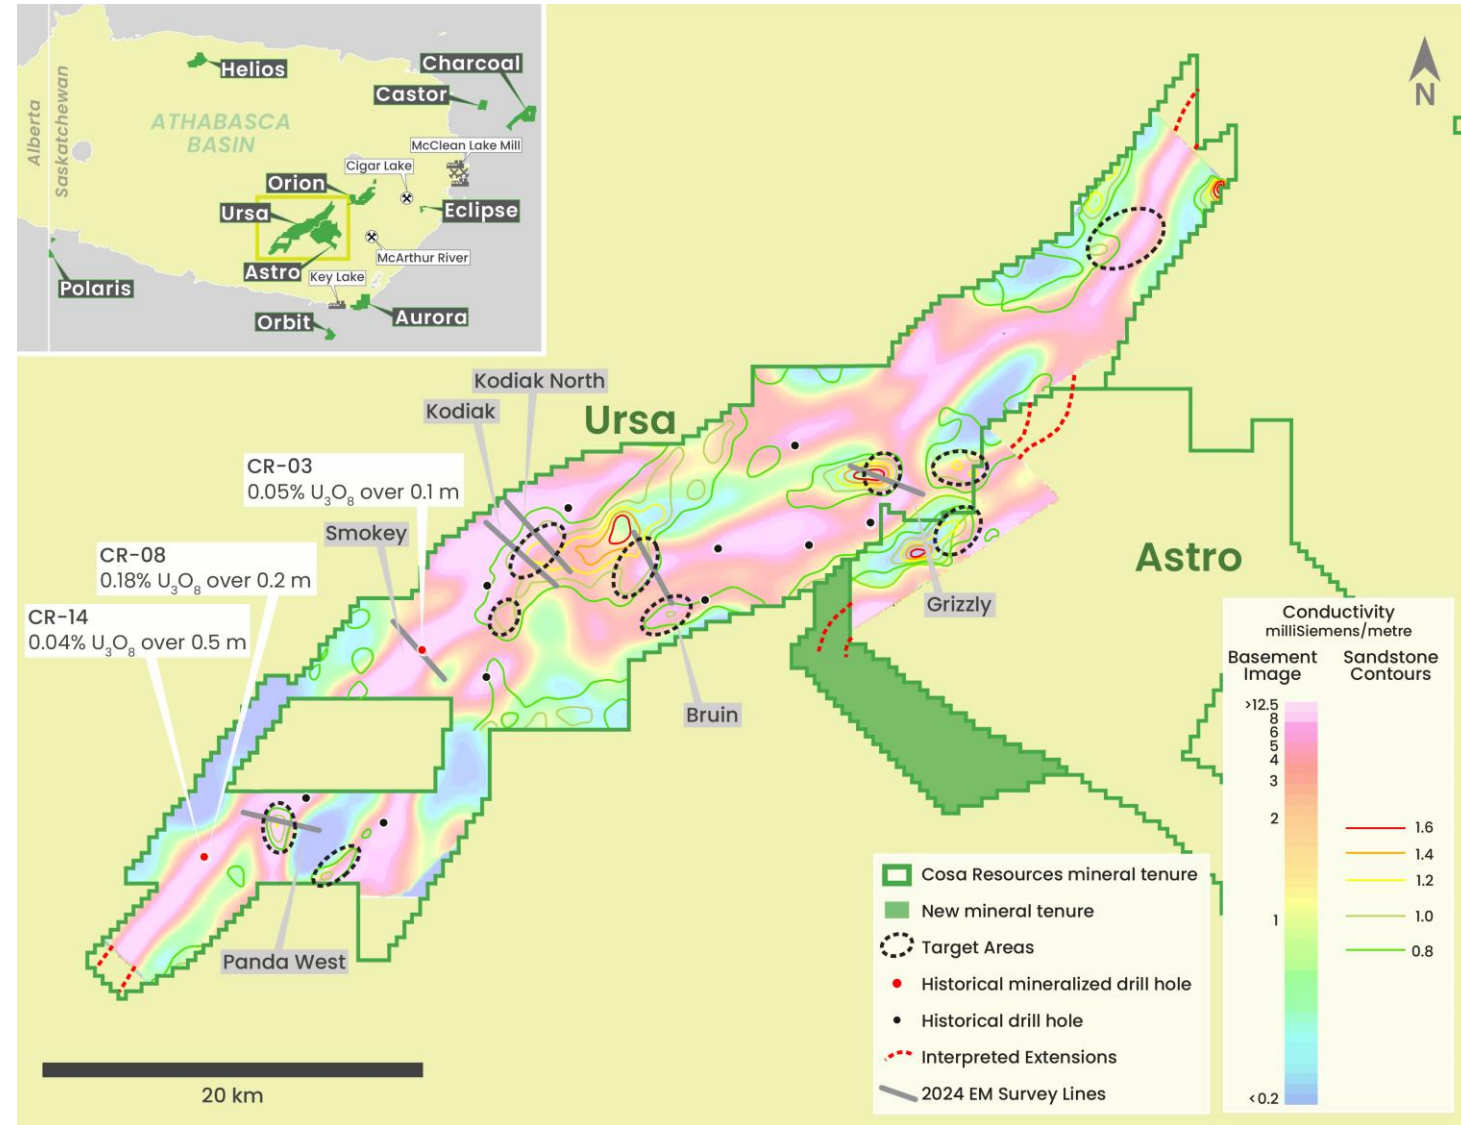 Alberta
Saskatchewan
ATHABASCA
BASIN
Helios
Charcoal
Castor
McClean Lake Mill
Cigar Lake
Orion
Ursa
Eclipse
McArthur River
Astro
Key Lake
Polaris
Aurora
Orbit
N
Kodiak North
Kodiak
Ursa
CR-03
0.05% U₃O₈ over 0.1 m
Smokey
CR-08
0.18% U₃O₈ over 0.2 m
CR-14
0.04% U₃O₈ over 0.5 m
Astro
Grizzly
Bruin
Panda West
20 km
Conductivity
milliSiemens/metre
Basement
Image
Sandstone
Contours
>12.5
8
6
5
4
3
2
1
<0.2
1.6
1.4
1.2
1.0
0.8
Cosa Resources mineral tenure
New mineral tenure
Target Areas
Historical mineralized drill hole
Historical drill hole
Interpreted Extensions
2024 EM Survey Lines